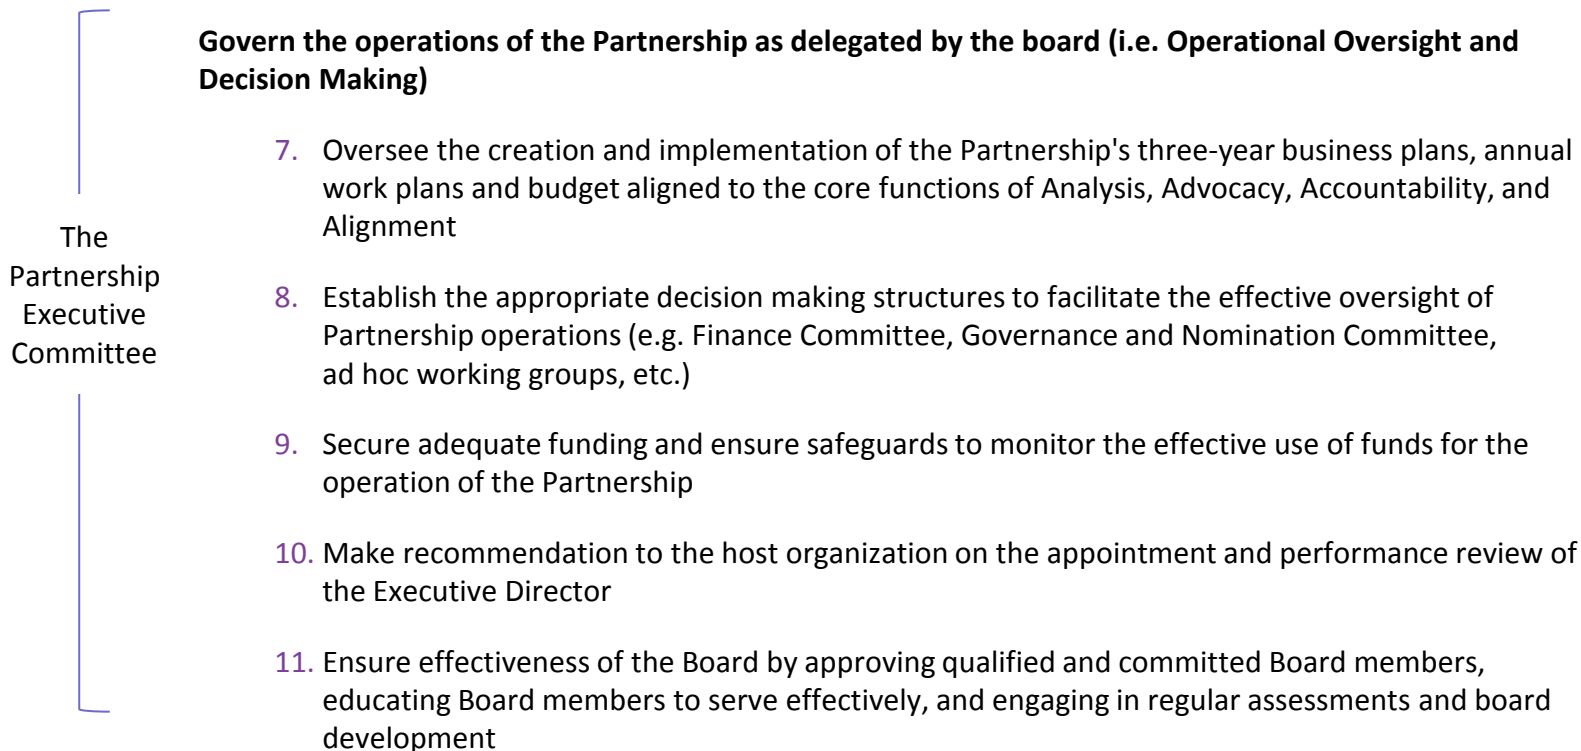 Govern the operations of the Partnership as delegated by the board (i.e. Operational Oversight and
Decision Making)
7. Oversee the creation and implementation of the Partnership's three-year business plans, annual
work plans and budget aligned to the core functions of Analysis, Advocacy, Accountability, and
Alignment
The
Partnership
Executive
Committee
8. Establish the appropriate decision making structures to facilitate the effective oversight of
Partnership operations (e.g. Finance Committee, Governance and Nomination Committee,
ad hoc working groups, etc.)
9. Secure adequate funding and ensure safeguards to monitor the effective use of funds for the
operation of the Partnership
10. Make recommendation to the host organization on the appointment and performance review of
the Executive Director
11. Ensure effectiveness of the Board by approving qualified and committed Board members,
educating Board members to serve effectively, and engaging in regular assessments and board
development